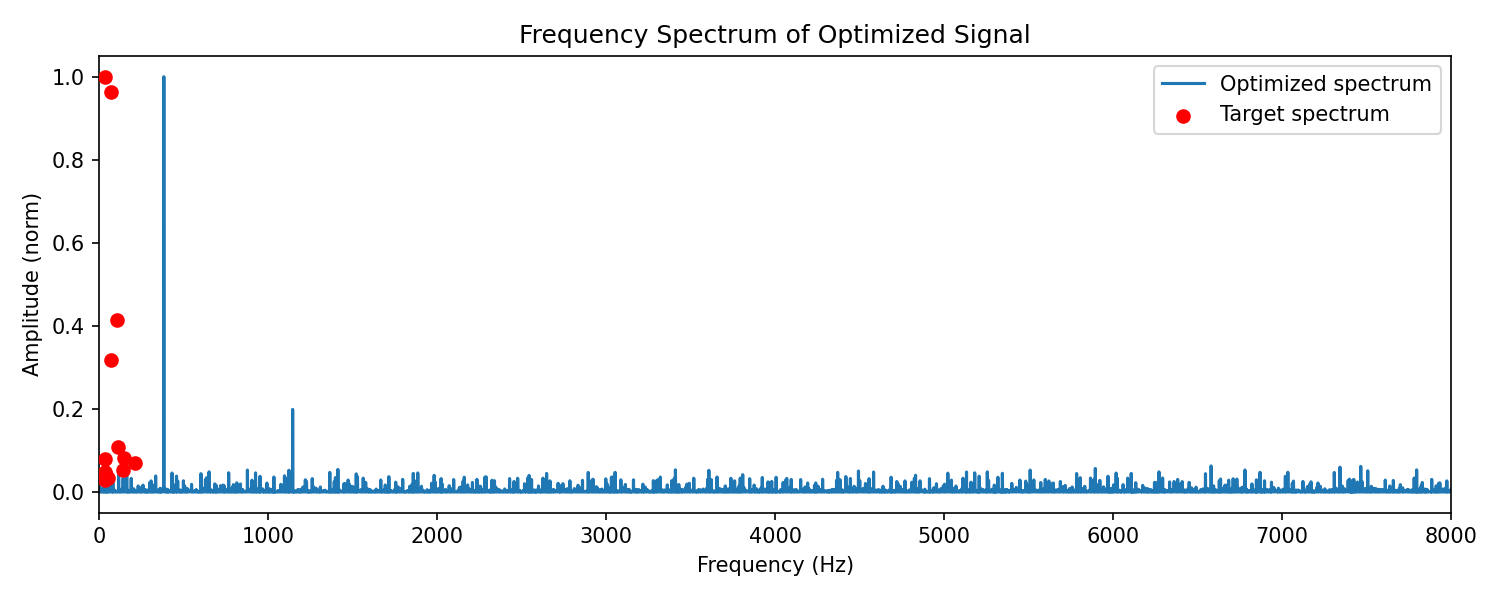 Frequency Spectrum of Optimized Signal
Optimized spectrum
Target spectrum
Amplitude (norm)
1.0
0.8
0.6
0.4
0.2
0.0
0 1000 2000 3000 4000 5000 6000 7000 8000
Frequency (Hz)